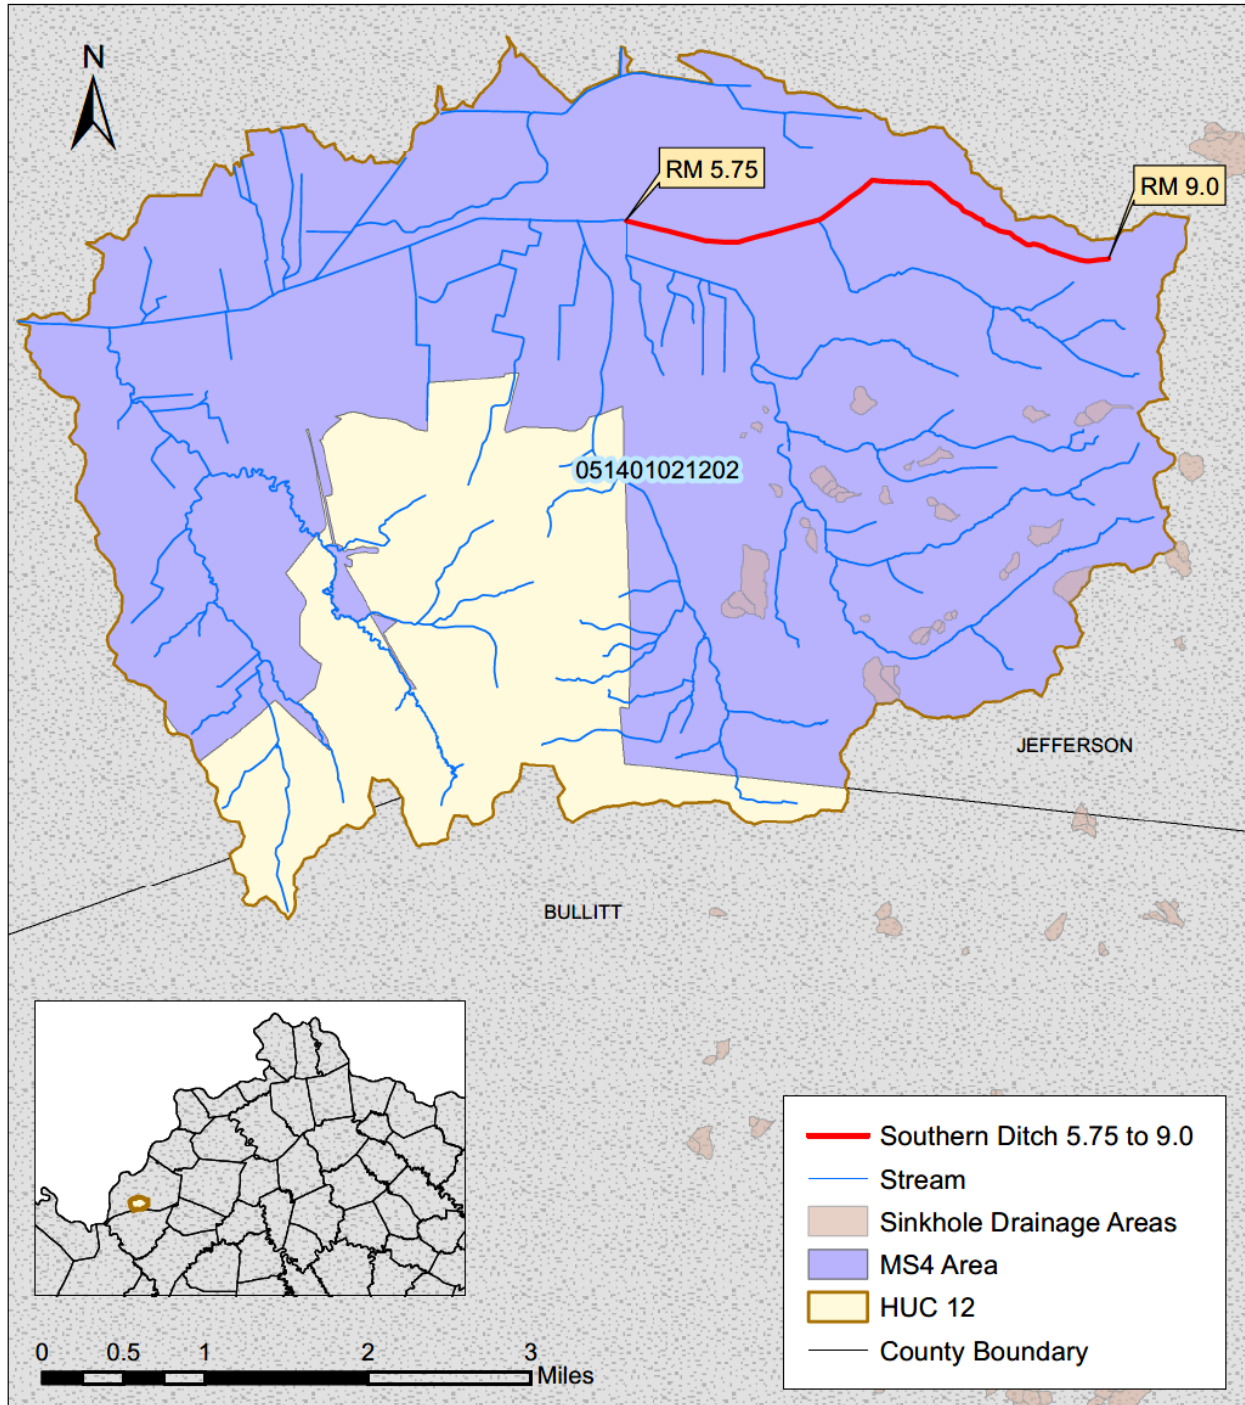 N
RM 5.75
RM 9.0
051401021202
JEFFERSON
BULLITT
Southern Ditch 5.75 to 9.0
Stream
Sinkhole Drainage Areas
MS4 Area
HUC 12
County Boundary
0 0.5 1 2 3
Miles